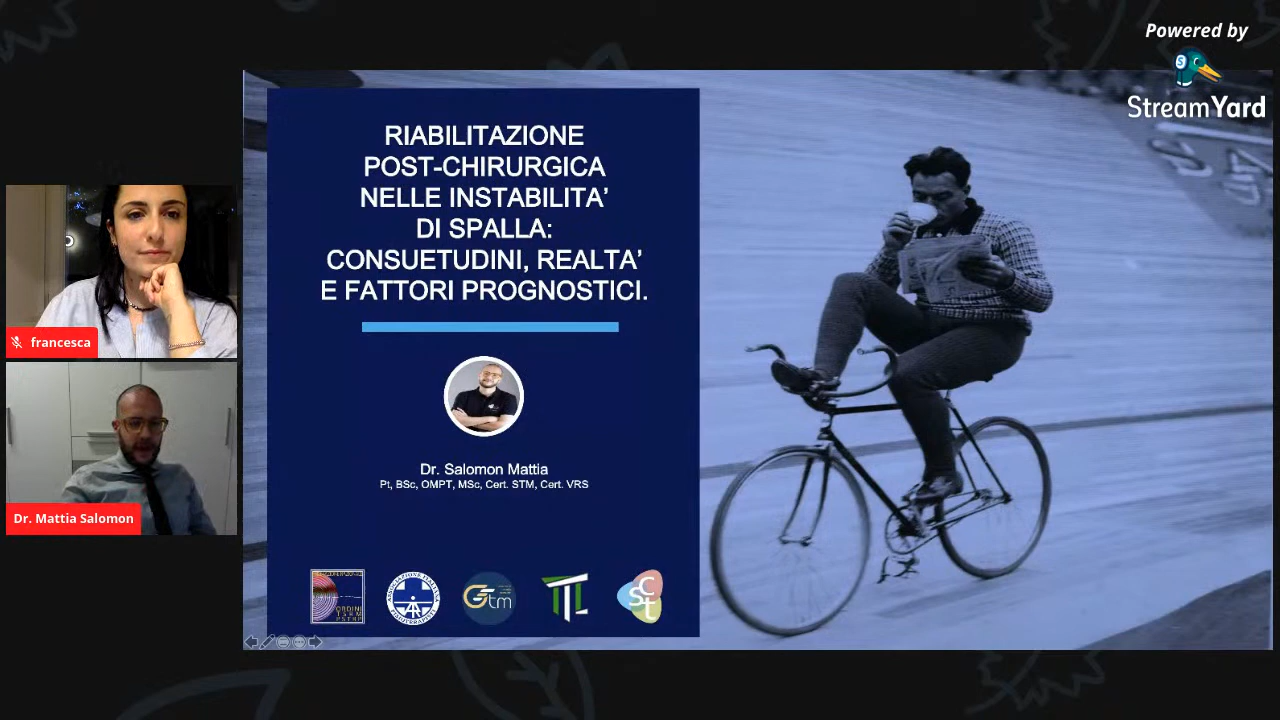 Powered by
StreamYard
RIABILITAZIONE
POST-CHIRURGICA
NELLE INSTABILITA’
DI SPALLA:
CONSUETUDINI, REALTA’
E FATTORI PROGNOSTICI.
francesca
Dr. Salomon Mattia
Pt, BSc, OMPT, MSc, Cert. STM, Cert. VRS
Dr. Mattia Salomon
Gtm